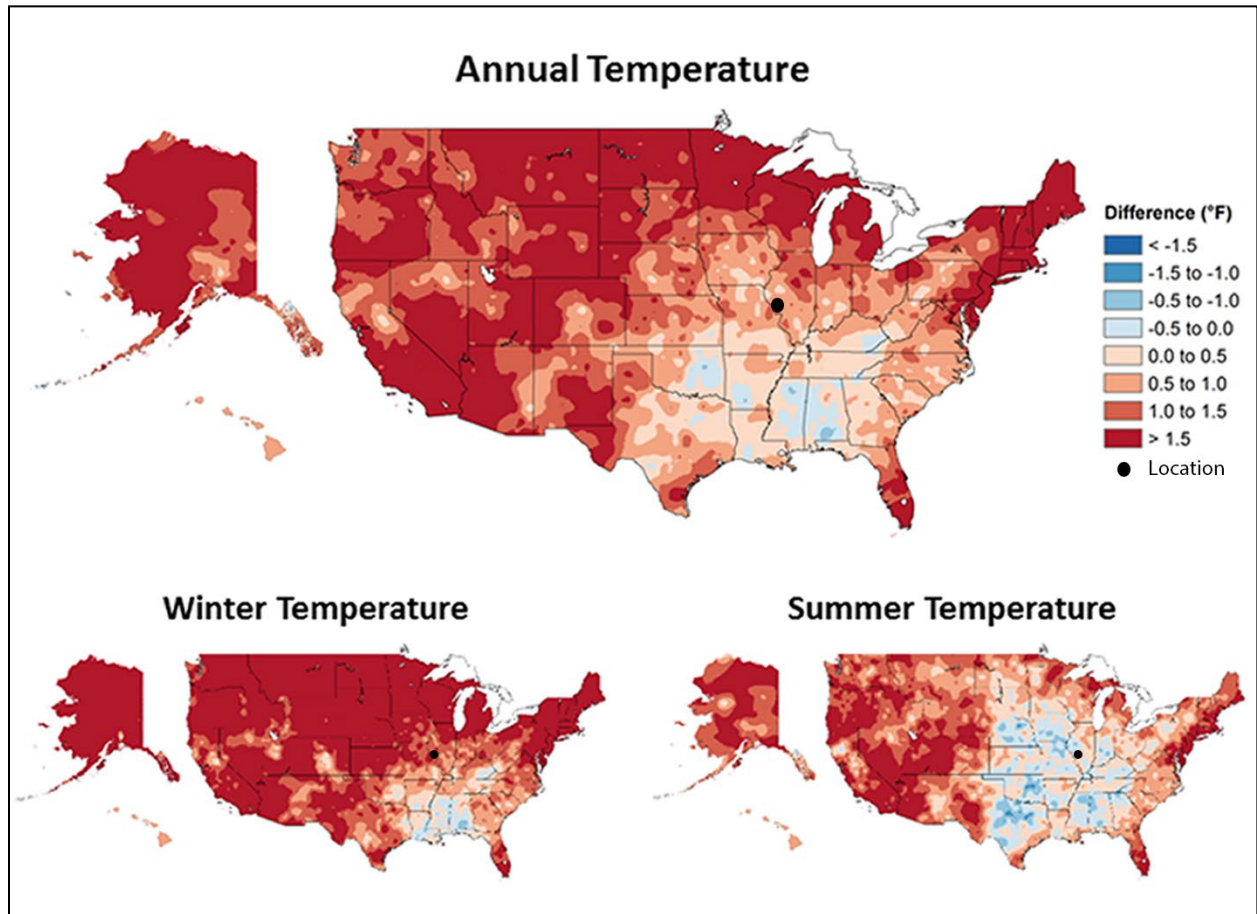 Annual Temperature
Difference (°F)
< -1.5
-1.5 to -1.0
-0.5 to -1.0
-0.5 to 0.0
0.0 to 0.5
0.5 to 1.0
1.0 to 1.5
> 1.5
Location
Winter Temperature
Summer Temperature